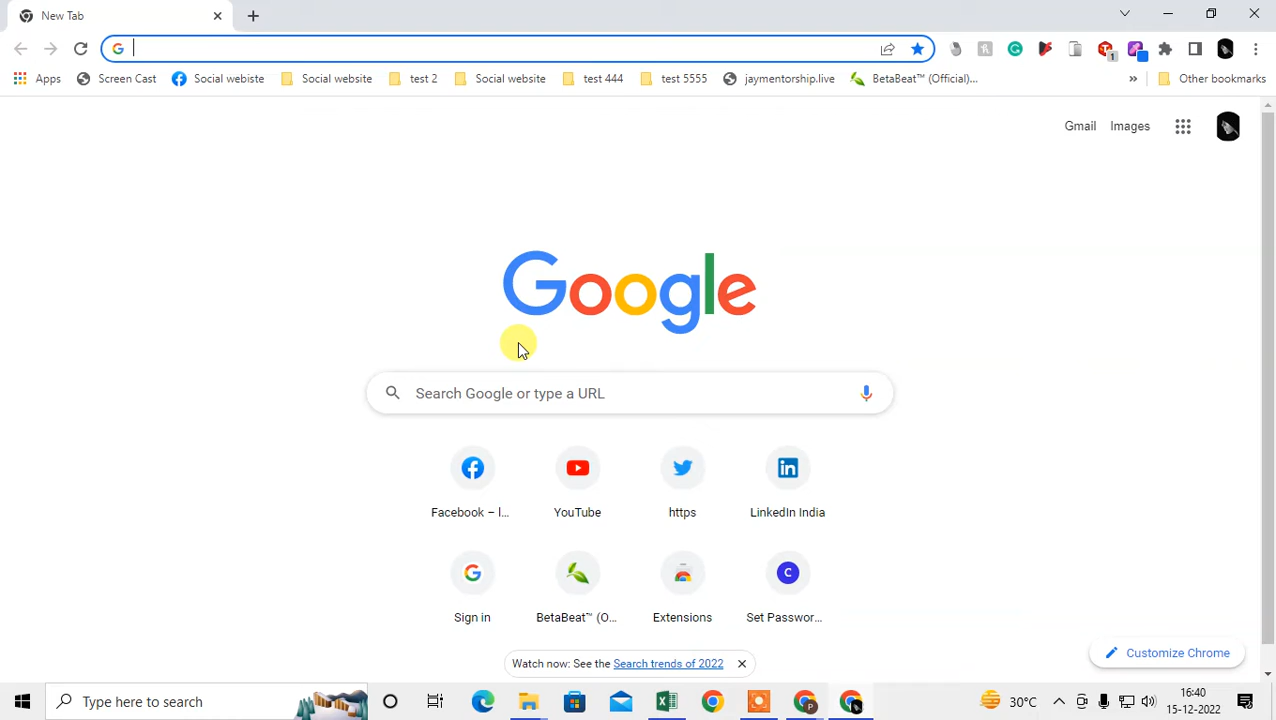 New Tab
Apps Screen Cast Social webiste Social website test 2 Social website test 444 test 5555 jaymentorship.live BetaBeat™ (Official)... » Other bookmarks
1
Gmail Images
Google
Search Google or type a URL
Facebook – l... YouTube https LinkedIn India
C
Sign in BetaBeat™ (O... Extensions Set Passwor...
Watch now: See the Search trends of 2022
Customize Chrome
Type here to search
P
30°C
16:40
15-12-2022